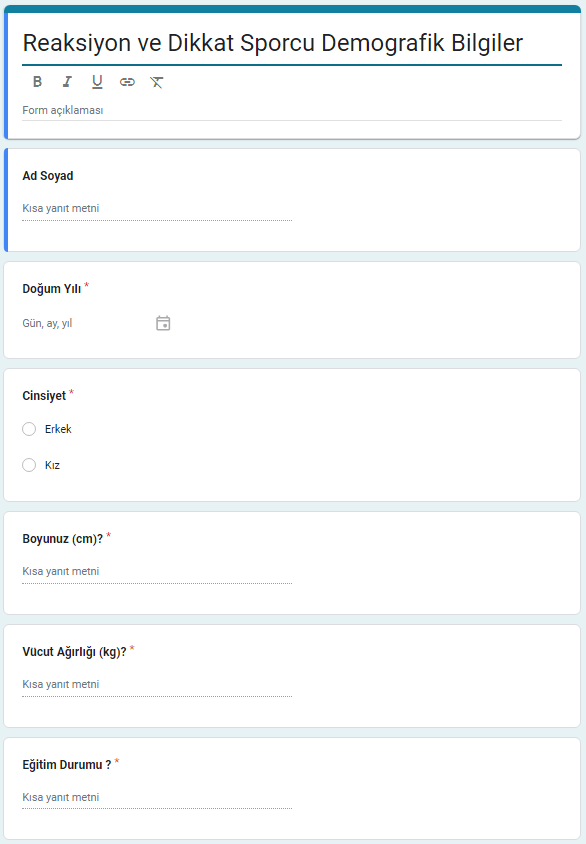 Reaksiyon ve Dikkat Sporcu Demografik Bilgiler
B I U
Form açıklaması
Ad Soyad
Kısa yanıt metni
Doğum Yılı *
Gün, ay, yıl
Cinsiyet *
Erkek
Kız
Boyunuz (cm)? *
Kısa yanıt metni
Vücut Ağırlığı (kg)? *
Kısa yanıt metni
Eğitim Durumu ? *
Kısa yanıt metni